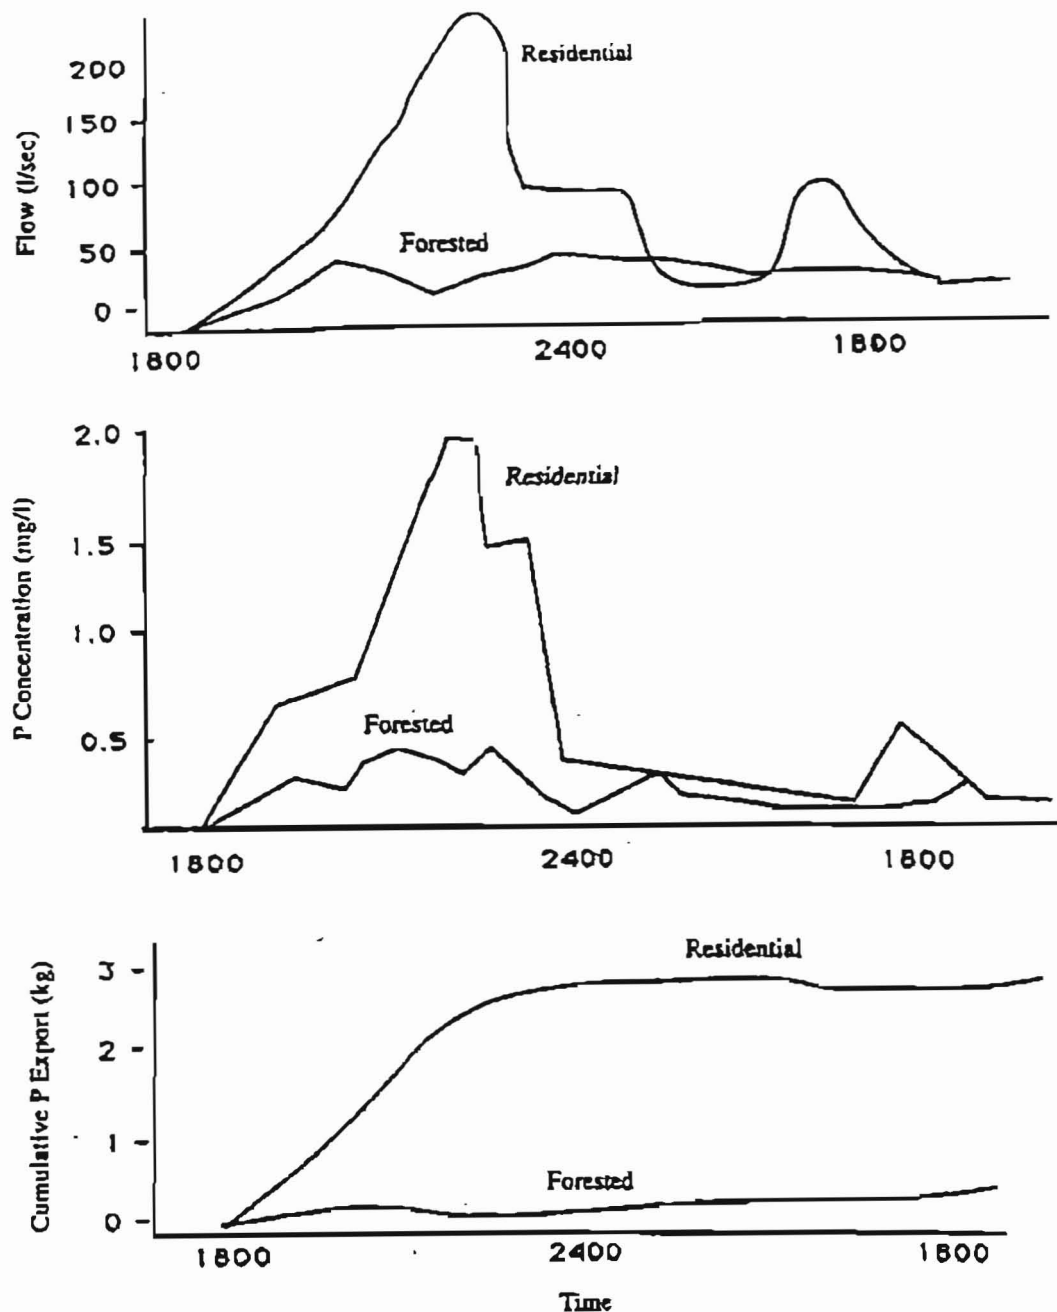 Residential
200
150
Flow (l/sec)
100
Forested
50
0
1800 2400 1800
2.0
Residential
P Concentration (mg/l)
1.5
1.0
Forested
0.5
1800 2400 1800
Residential
3
Cumulative P Export (kg)
2
1
Forested
0
1800 2400 1800
Time